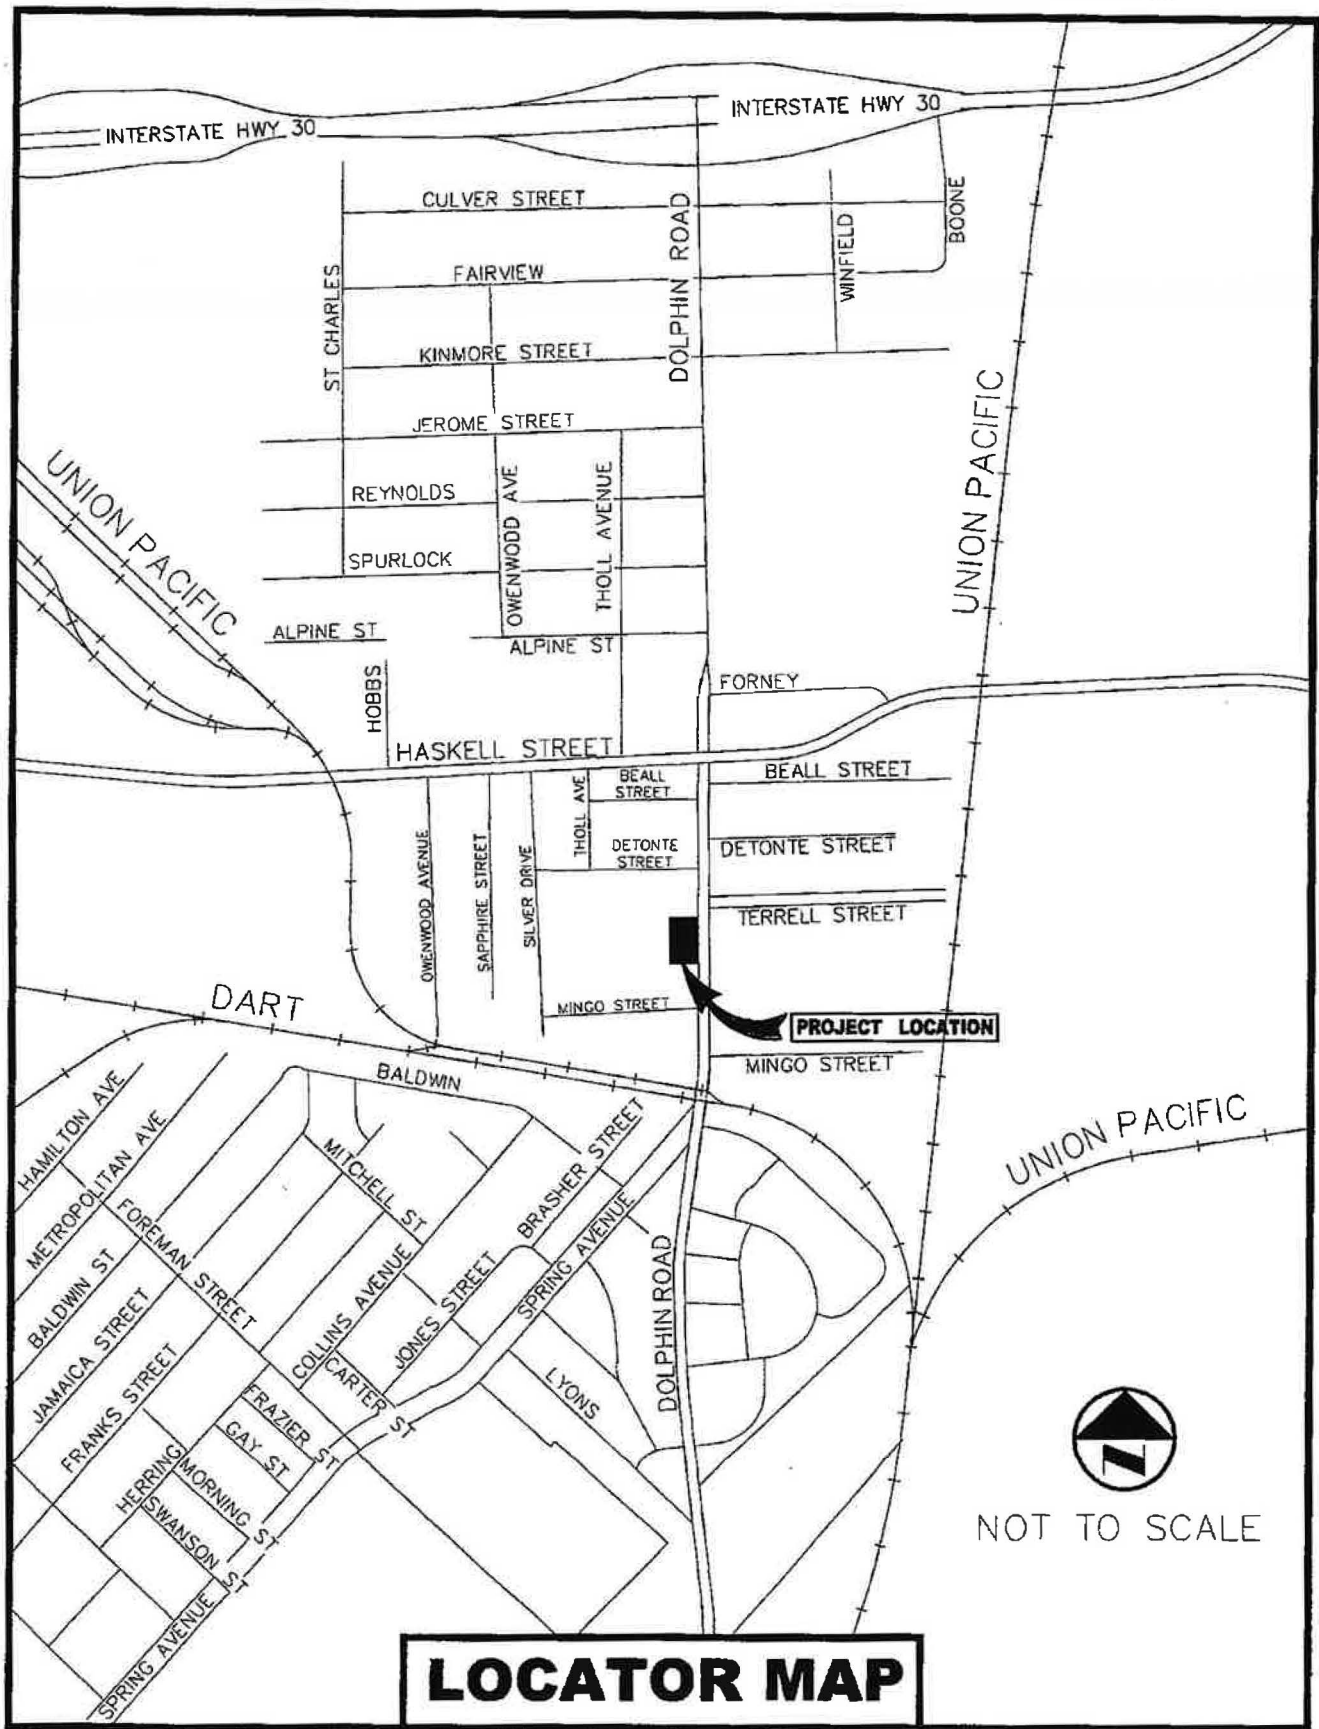 INTERSTATE HWY 30
INTERSTATE HWY 30
CULVER STREET
DOLPHIN ROAD
WINFIELD
BOONE
ST CHARLES
FAIRVIEW
KINMORE STREET
JEROME STREET
UNION PACIFIC
UNION PACIFIC
REYNOLDS
OWENWOOD AVE
THOLL AVENUE
SPURLOCK
ALPINE ST
ALPINE ST
HOBBS
FORNEY
HASKELL STREET
BEALL
STREET
BEALL STREET
THOLL AVE
DETONTE
STREET
DETONTE STREET
OWENWOOD AVENUE
SAPPHIRE STREET
SILVER DRIVE
TERRELL STREET
DART
MINGO STREET
PROJECT LOCATION
MINGO STREET
BALDWIN
HAMILTON AVE
METROPOLITAN AVE
MITCHELL ST
BRASHER STREET
UNION PACIFIC
FOREMAN STREET
BALDWIN ST
JAMAICA STREET
FRANKS STREET
COLLINS AVENUE
JONES STREET
SPRING AVENUE
DOLPHIN ROAD
CARTER ST
LYONS
FRAZIER ST
GAY ST
HERRING
MORNING ST
SWANSON ST
SPRING AVENUE
N
NOT TO SCALE
LOCATOR MAP